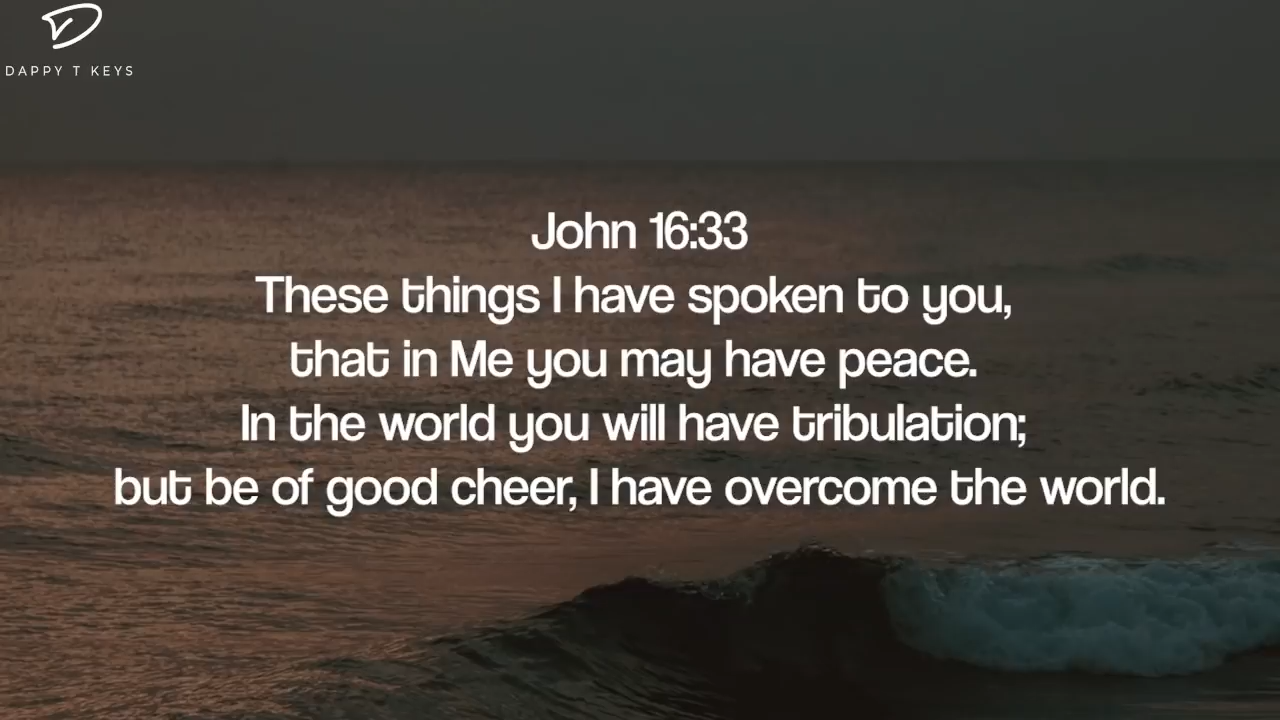 DAPPY T KEYS
John 16:33
These things I have spoken to you,
that in Me you may have peace.
In the world you will have tribulation;
but be of good cheer, I have overcome the world.